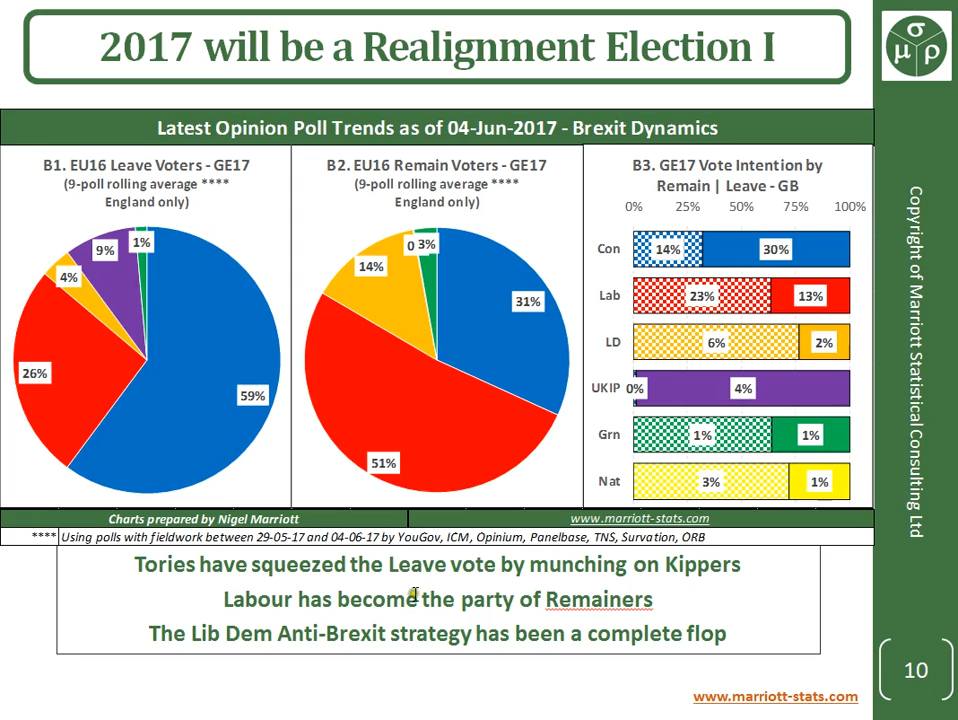 2017 will be a Realignment Election I
σ
μ ρ
Latest Opinion Poll Trends as of 04-Jun-2017 - Brexit Dynamics
B1. EU16 Leave Voters - GE17
(9-poll rolling average ****
England only)
1%
9%
4%
26%
59%
B2. EU16 Remain Voters - GE17
(9-poll rolling average ****
England only)
0 3%
14%
31%
51%
B3. GE17 Vote Intention by
Remain | Leave - GB
0% 25% 50% 75% 100%
Con 14% 30%
Lab 23% 13%
LD 6% 2%
UKIP 0% 4%
Grn 1% 1%
Nat 3% 1%
Charts prepared by Nigel Marriott
www.marriott-stats.com
**** Using polls with fieldwork between 29-05-17 and 04-06-17 by YouGov, ICM, Opinium, Panelbase, TNS, Survation, ORB
Tories have squeezed the Leave vote by munching on Kippers
Labour has become the party of Remainers
The Lib Dem Anti-Brexit strategy has been a complete flop
Copyright of Marriott Statistical Consulting Ltd
10
www.marriott-stats.com